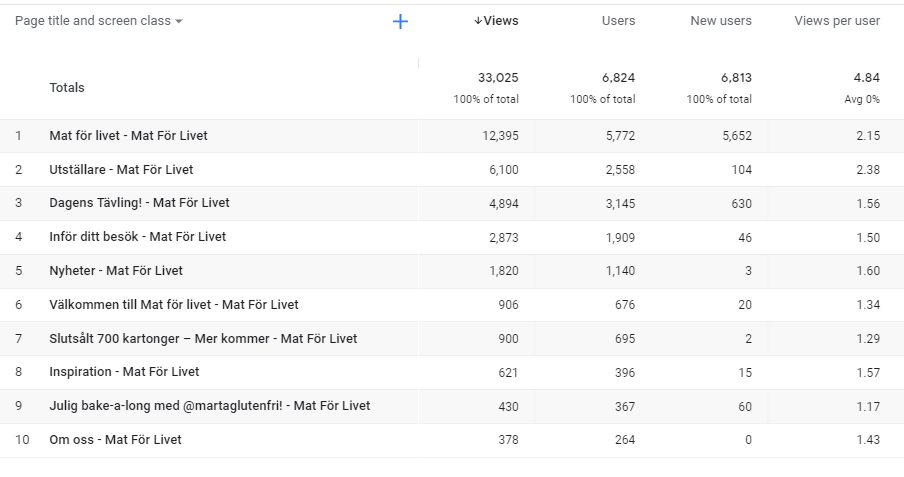 Page title and screen class + ↓Views Users New users Views per user
Totals 33,025 6,824 6,813 4.84
100% of total 100% of total 100% of total Avg 0%
1 Mat för livet - Mat För Livet 12,395 5,772 5,652 2.15
2 Utställare - Mat För Livet 6,100 2,558 104 2.38
3 Dagens Tävling! - Mat För Livet 4,894 3,145 630 1.56
4 Inför ditt besök - Mat För Livet 2,873 1,909 46 1.50
5 Nyheter - Mat För Livet 1,820 1,140 3 1.60
6 Välkommen till Mat för livet - Mat För Livet 906 676 20 1.34
7 Slutsålt 700 kartonger – Mer kommer - Mat För Livet 900 695 2 1.29
8 Inspiration - Mat För Livet 621 396 15 1.57
9 Julig bake-a-long med @martaglutenfri! - Mat För Livet 430 367 60 1.17
10 Om oss - Mat För Livet 378 264 0 1.43